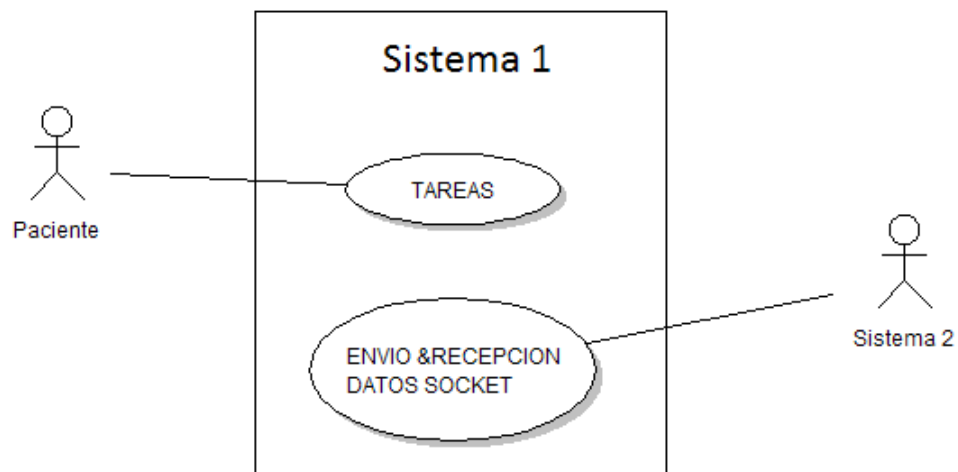 Sistema 1
Paciente
TAREAS
Sistema 2
ENVIO &RECEPCION
DATOS SOCKET